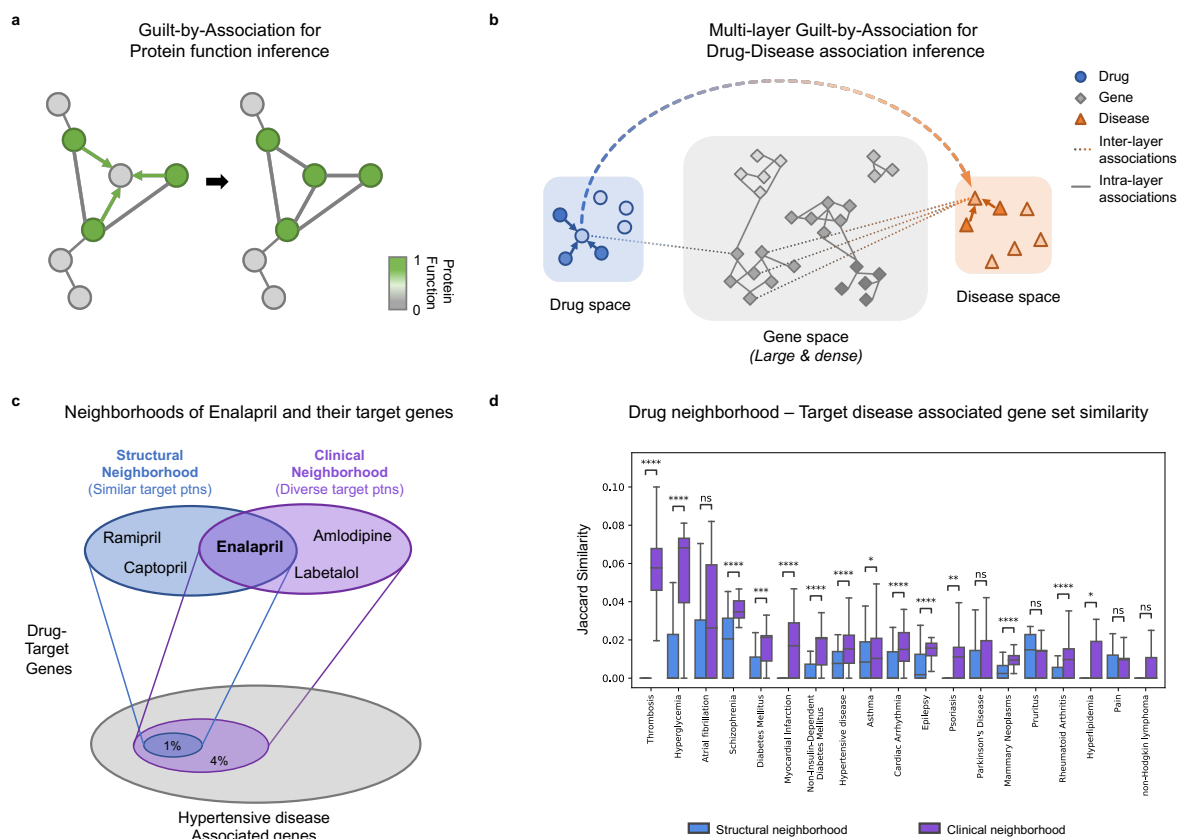 a
Guilt-by-Association for
Protein function inference
1
0
Protein
Function
b
Multi-layer Guilt-by-Association for
Drug-Disease association inference
Drug
Gene
Disease
Inter-layer
associations
Intra-layer
associations
Drug space
Gene space
(Large & dense)
Disease space
c
Neighborhoods of Enalapril and their target genes
Structural
Neighborhood
(Similar target ptns)
Clinical
Neighborhood
(Diverse target ptns)
Ramipril
Captopril
Enalapril
Amlodipine
Labetalol
Drug-
Target
Genes
1%
4%
Hypertensive disease
Associated genes
d
Drug neighborhood – Target disease associated gene set similarity
Jaccard Similarity
0.10
0.08
0.06
0.04
0.02
0.00
**** **** ns **** *** **** **** **** * **** **** ** ns **** ns **** * ns ns
Thrombosis
Hyperglycemia
Atrial fibrillation
Schizophrenia
Diabetes Mellitus
Myocardial Infarction
Non-Insulin-Dependent
Diabetes Mellitus
Hypertensive disease
Asthma
Cardiac Arrhythmia
Epilepsy
Psoriasis
Parkinson's Disease
Mammary Neoplasms
Pruritus
Rheumatoid Arthritis
Hyperlipidemia
Pain
non-Hodgkin lymphoma
Structural neighborhood
Clinical neighborhood